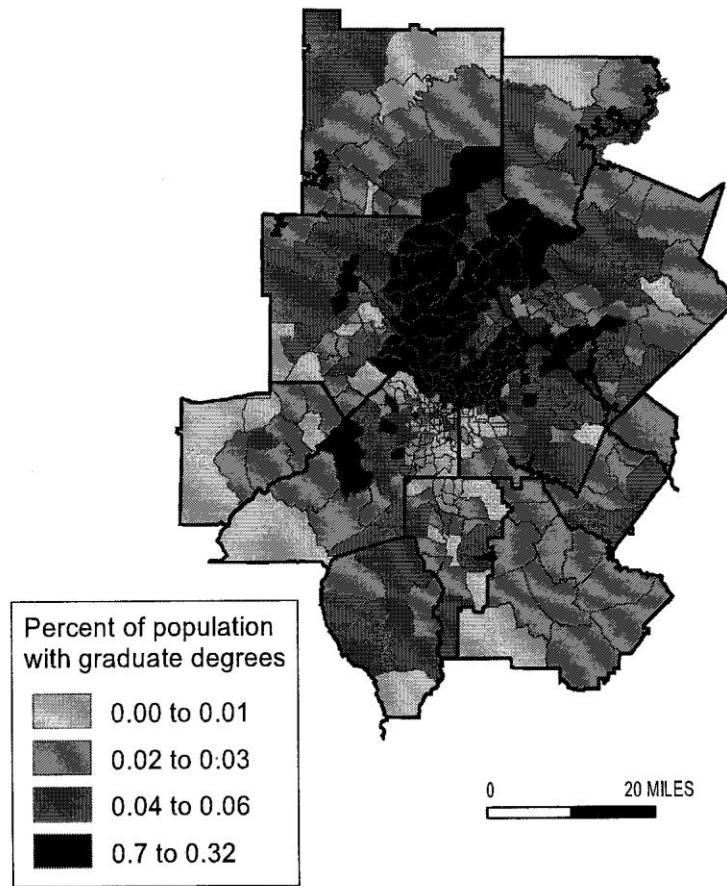 Percent of population
with graduate degrees
0.00 to 0.01
0.02 to 0:03
0.04 to 0.06
0.7 to 0.32
0 20 MILES